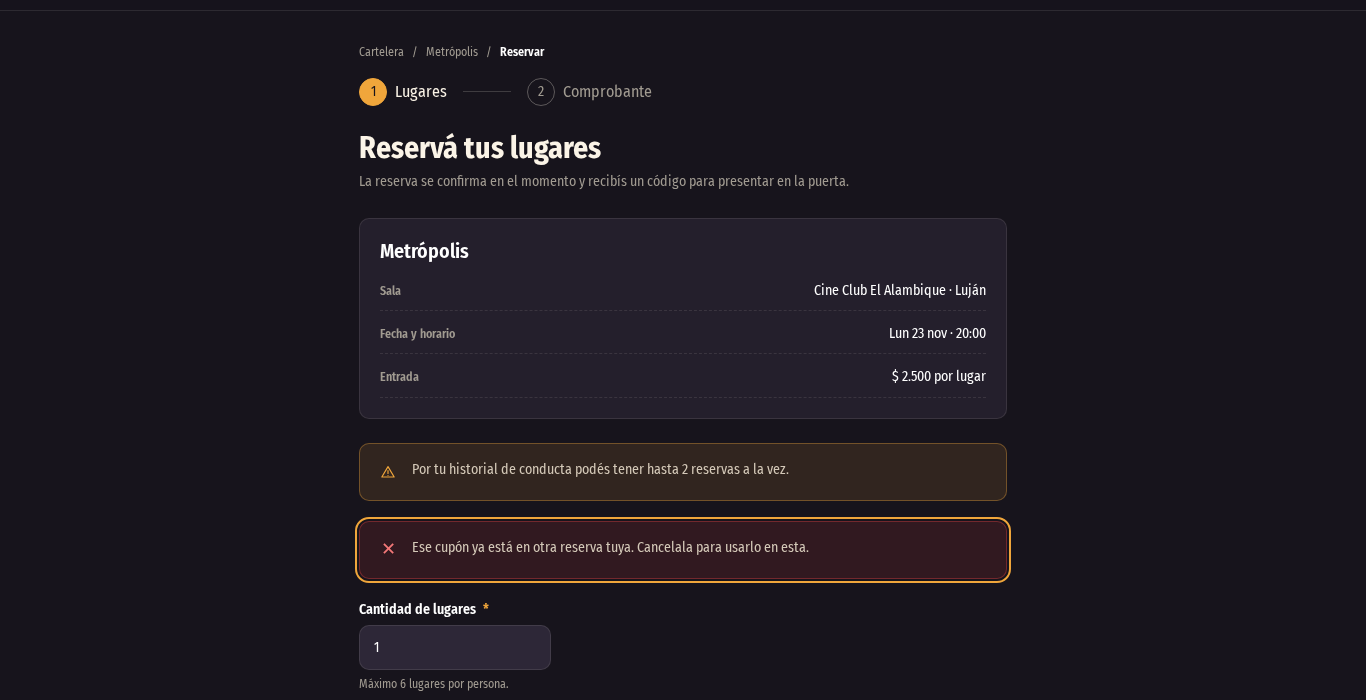 Cartelera / Metrópolis / Reservar
1 Lugares 2 Comprobante
Reservá tus lugares
La reserva se confirma en el momento y recibís un código para presentar en la puerta.
Metrópolis
Sala Cine Club El Alambique · Luján
Fecha y horario Lun 23 nov · 20:00
Entrada $ 2.500 por lugar
Por tu historial de conducta podés tener hasta 2 reservas a la vez.
Ese cupón ya está en otra reserva tuya. Cancelala para usarlo en esta.
Cantidad de lugares *
1
Máximo 6 lugares por persona.